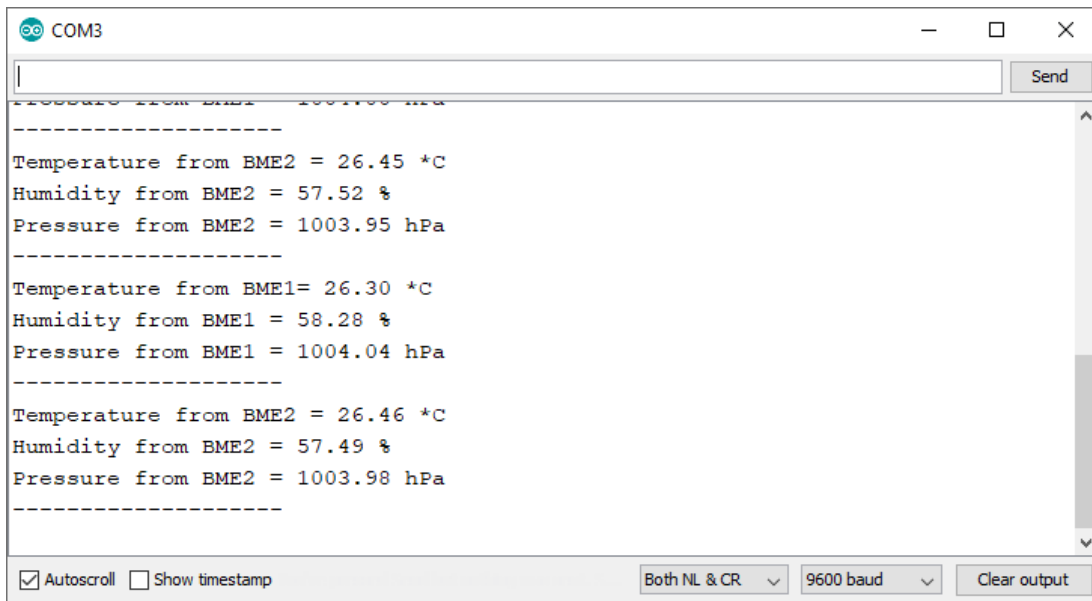 COM3
Send
--------------------
Temperature from BME2 = 26.45 *C
Humidity from BME2 = 57.52 %
Pressure from BME2 = 1003.95 hPa
--------------------
Temperature from BME1= 26.30 *C
Humidity from BME1 = 58.28 %
Pressure from BME1 = 1004.04 hPa
--------------------
Temperature from BME2 = 26.46 *C
Humidity from BME2 = 57.49 %
Pressure from BME2 = 1003.98 hPa
--------------------
Autoscroll Show timestamp Both NL & CR 9600 baud Clear output